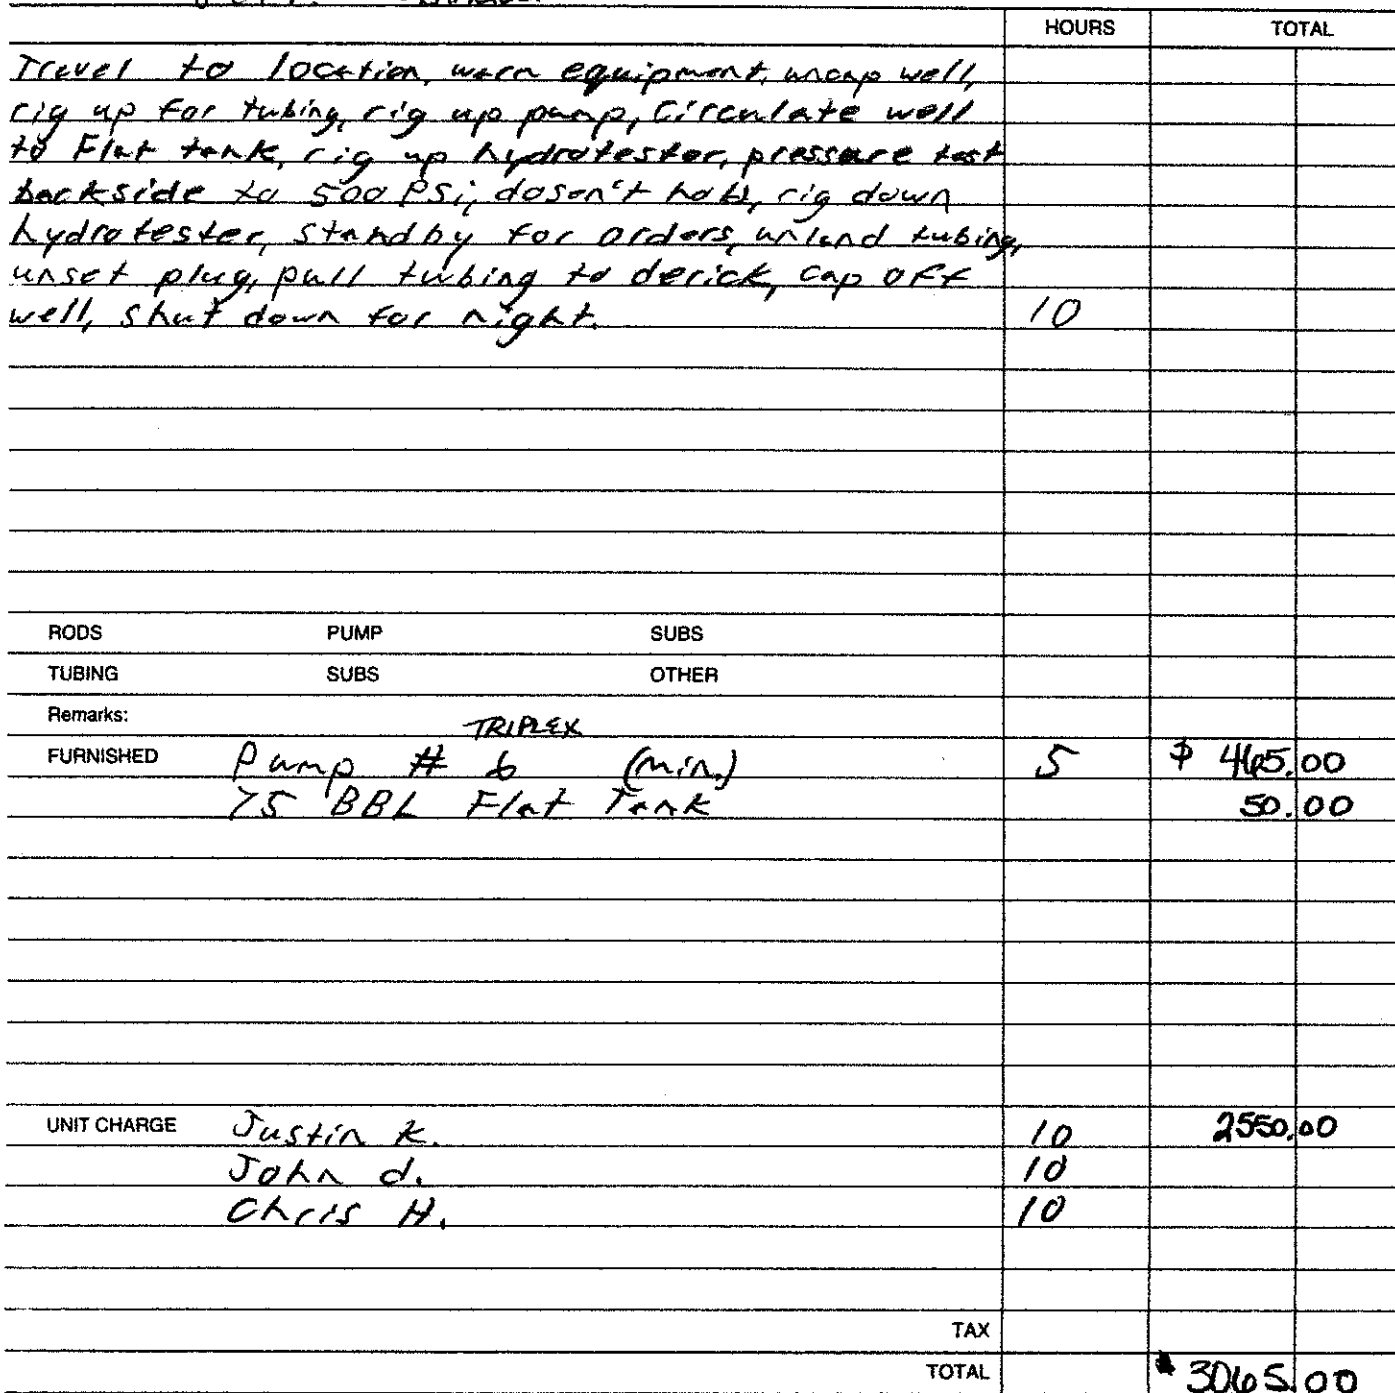 HOURS TOTAL
Travel to location, warm equipment, uncap well,
rig up for tubing, rig up pump, Circulate well
to Flat tank, rig up hydrotester, pressure test
backside to 500 PSi, dosen't hold, rig down
hydrotester, Standby for orders, unland tubing,
unset plug, pull tubing to derick, cap off
well, Shut down for night. 10
RODS PUMP SUBS
TUBING SUBS OTHER
Remarks:
TRIPLEX
FURNISHED Pump # 6 (min.) 5 $ 465.00
75 BBL Flat Tank 50.00
UNIT CHARGE Justin K. 10 2550.00
John d. 10
Chris H. 10
TAX
TOTAL $ 3065.00